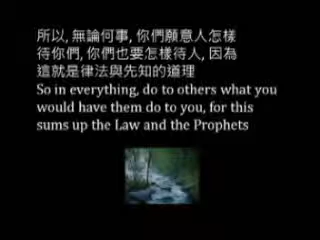 所以, 無論何事, 你們願意人怎樣
待你們, 你們也要怎樣待人, 因為
這就是律法與先知的道理
So in everything, do to others what you
would have them do to you, for this
sums up the Law and the Prophets